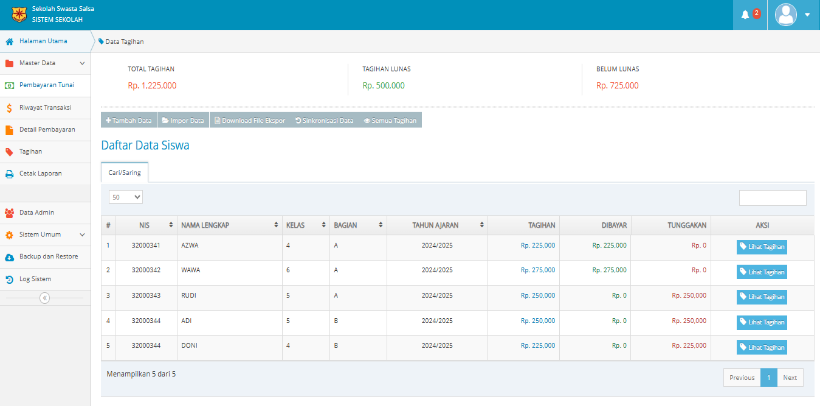 Sekolah Swasta Salsa
SISTEM SEKOLAH
2
Halaman Utama
Data Tagihan
Master Data
Pembayaran Tunai
Riwayat Transaksi
Detail Pembayaran
Tagihan
Cetak Laporan
Data Admin
Sistem Umum
Backup dan Restore
Log Sistem
TOTAL TAGIHAN TAGIHAN LUNAS BELUM LUNAS
Rp. 1.225.000 Rp. 500.000 Rp. 725.000
Tambah Data Impor Data Download File Ekspor Sinkronisasi Data Semua Tagihan
Daftar Data Siswa
Cari/Saring
50
# NIS NAMA LENGKAP KELAS BAGIAN TAHUN AJARAN TAGIHAN DIBAYAR TUNGGAKAN AKSI
1 32000341 AZWA 4 A 2024/2025 Rp. 225.000 Rp. 225.000 Rp. 0 Lihat Tagihan
2 32000342 WAWA 6 A 2024/2025 Rp. 275,000 Rp. 275,000 Rp. 0 Lihat Tagihan
3 32000343 RUDI 5 A 2024/2025 Rp. 250,000 Rp. 0 Rp. 250,000 Lihat Tagihan
4 32000344 ADI 5 B 2024/2025 Rp. 250,000 Rp. 0 Rp. 250,000 Lihat Tagihan
5 32000344 DONI 4 B 2024/2025 Rp. 225,000 Rp. 0 Rp. 225,000 Lihat Tagihan
Menampilkan 5 dari 5
Previous 1 Next